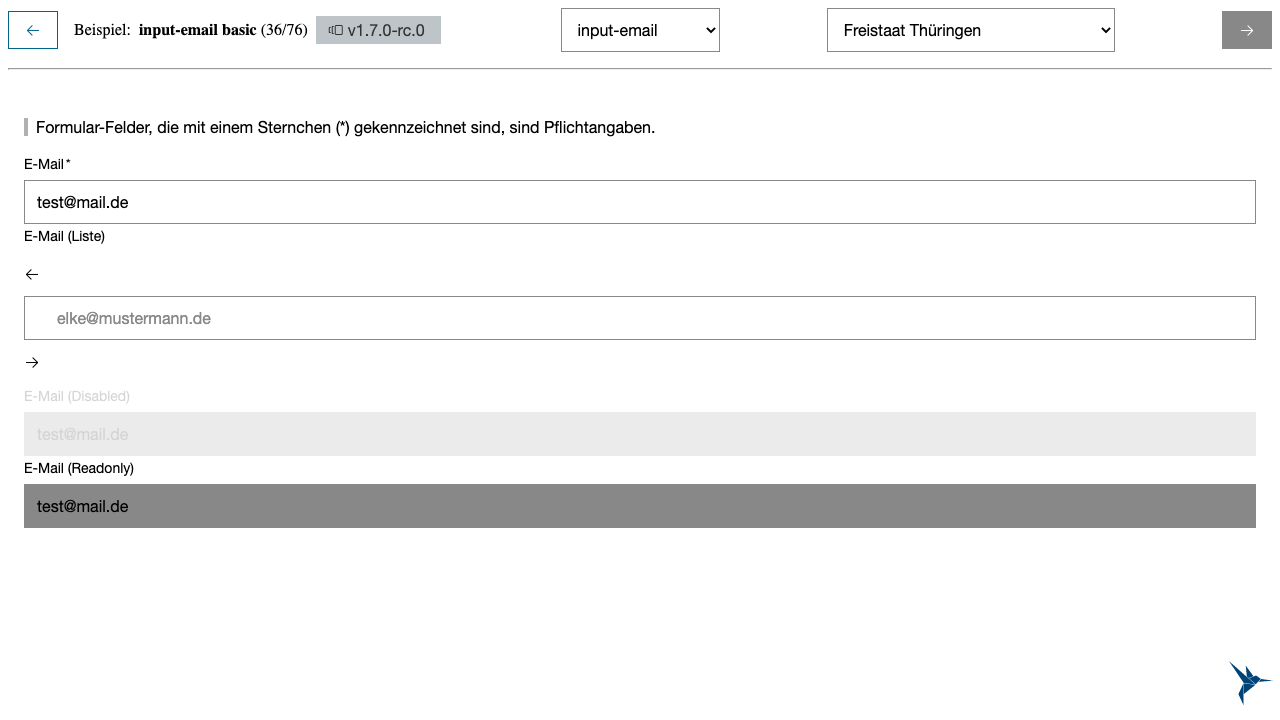 Beispiel: input-email basic (36/76) v1.7.0-rc.0 input-email Freistaat Thüringen
Formular-Felder, die mit einem Sternchen (*) gekennzeichnet sind, sind Pflichtangaben.
E-Mail*
test@mail.de
E-Mail (Liste)
elke@mustermann.de
E-Mail (Disabled)
test@mail.de
E-Mail (Readonly)
test@mail.de